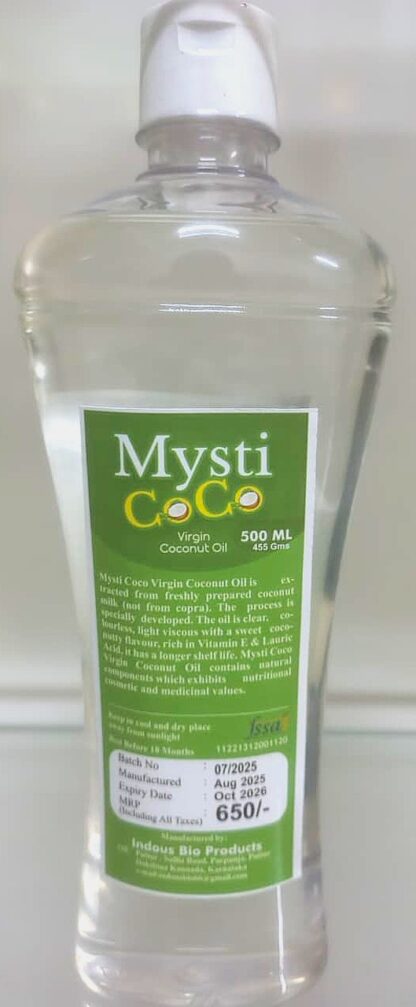 Mysti
CoCo
Virgin
Coconut Oil
500 ML
455 Gms
Mysti Coco Virgin Coconut Oil is ex-
tracted from freshly prepared coconut
milk (not from copra). The process is
specially developed. The oil is clear, co-
lourless, light viscous with a sweet coco-
nutty flavour, rich in Vitamin E & Lauric
Acid, it has a longer shelf life. Mysti Coco
Virgin Coconut Oil contains natural
components which exhibits nutritional
cosmetic and medicinal values.
Keep in cool and dry place
away from sunlight
Best Before 18 Months
fssai
11221312001120
Batch No : 07/2025
Manufactured : Aug 2025
Expiry Date : Oct 2026
MRP : 650/-
(Including All Taxes)
Manufactured by:
Indous Bio Products
Road,
Dakshina Kannada, Karnataka